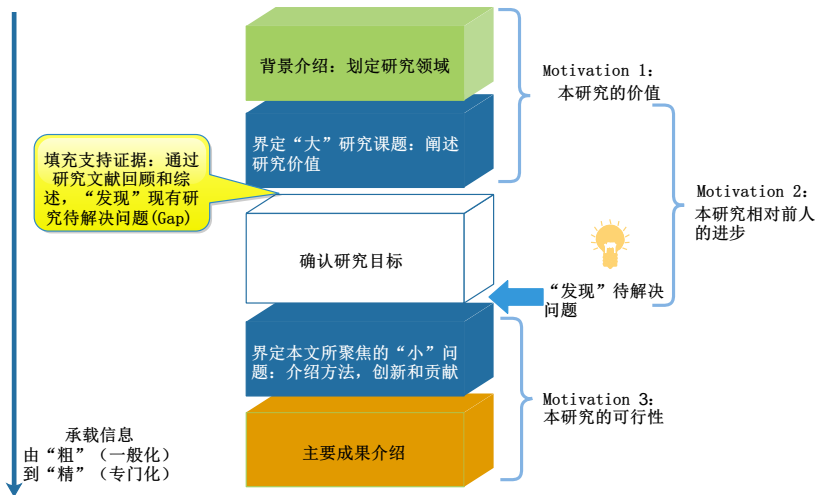 背景介绍：划定研究领域
Motivation 1：
本研究的价值
界定“大”研究课题：阐述
研究价值
填充支持证据：通过
研究文献回顾和综
述，“发现”现有研
究待解决问题(Gap)
Motivation 2：
本研究相对前人
的进步
确认研究目标
“发现”待解决
问题
界定本文所聚焦的“小”问
题：介绍方法，创新和贡献
Motivation 3：
本研究的可行性
主要成果介绍
承载信息
由“粗”（一般化）
到“精”（专门化）